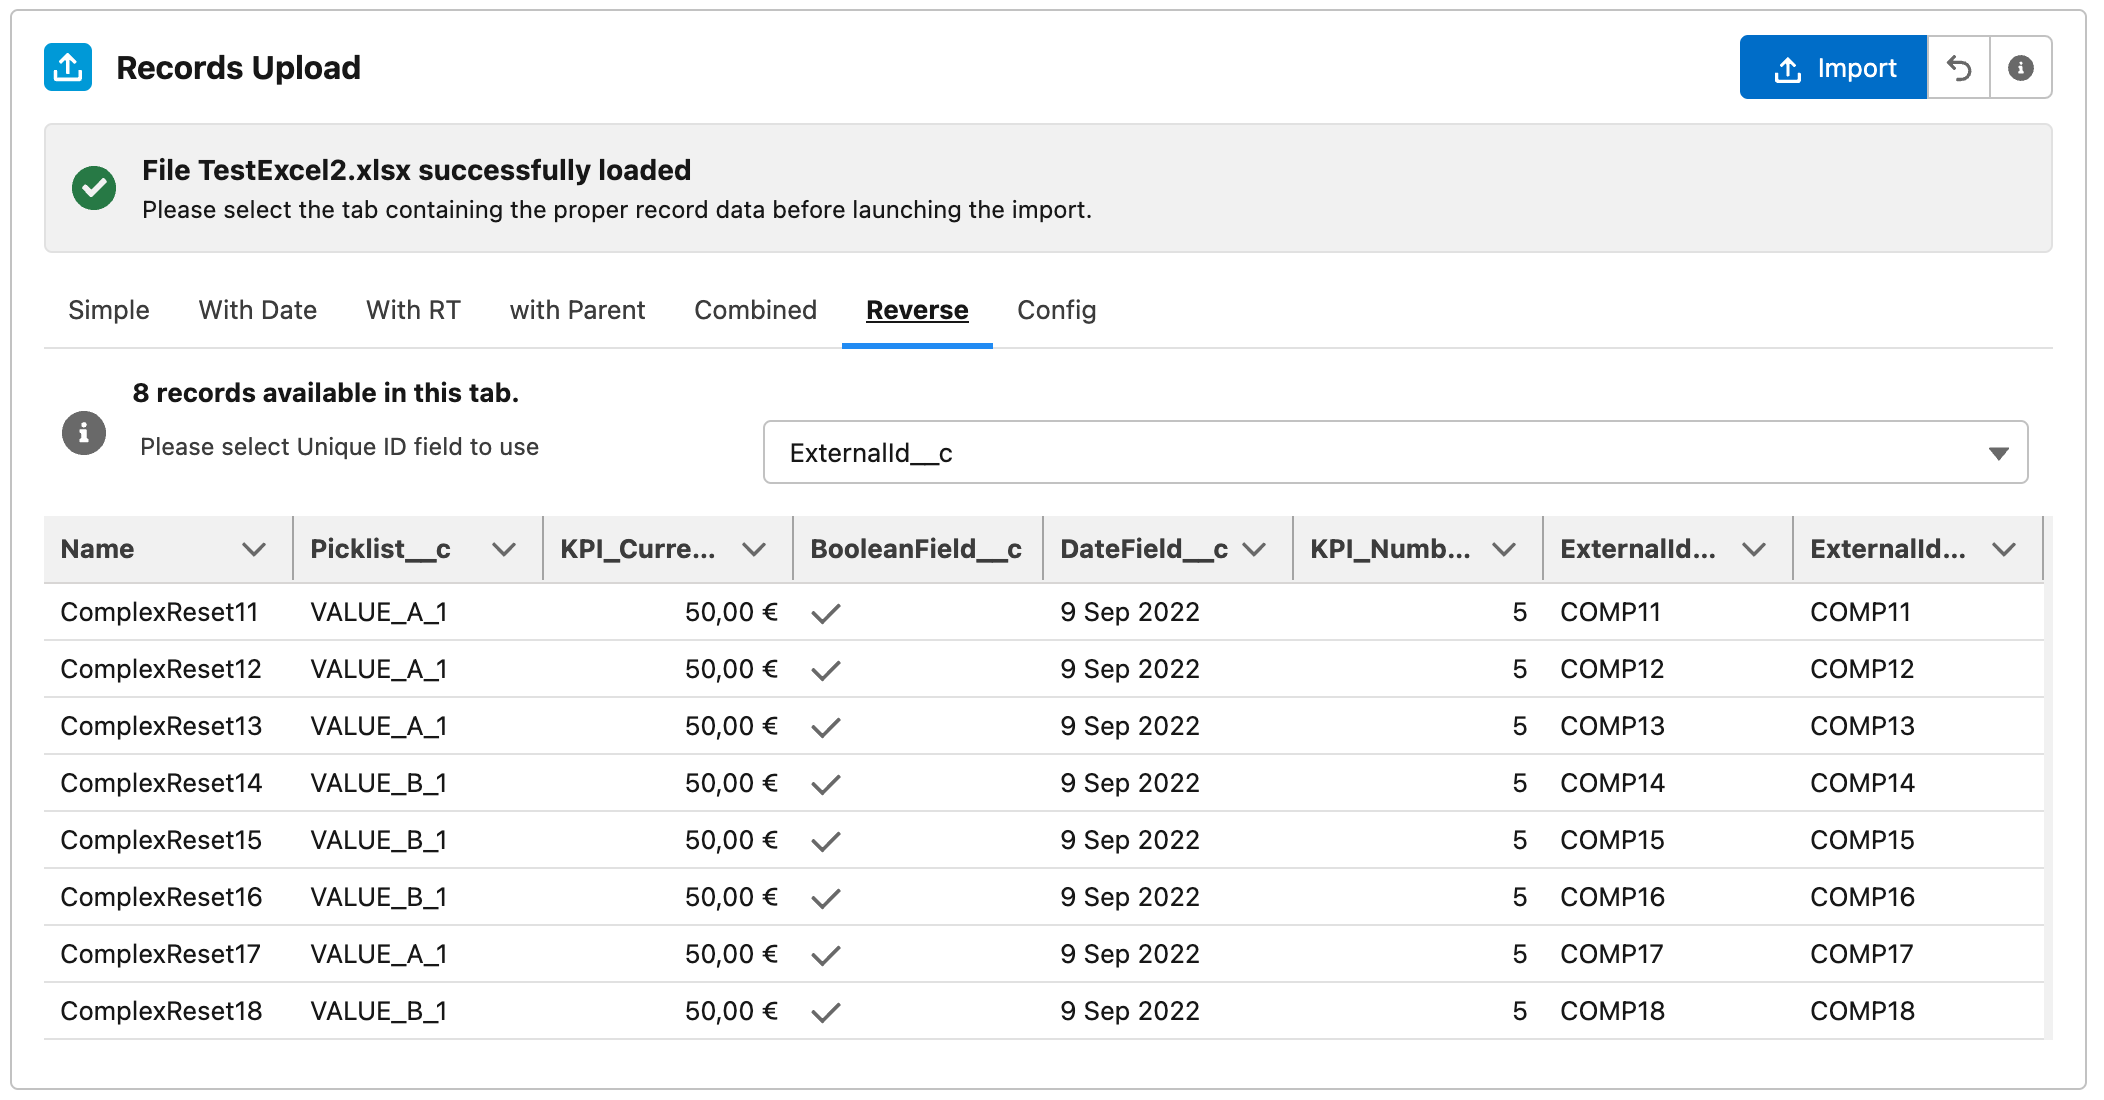 Records Upload
Import
File TestExcel2.xlsx successfully loaded
Please select the tab containing the proper record data before launching the import.
Simple With Date With RT with Parent Combined Reverse Config
8 records available in this tab.
Please select Unique ID field to use
ExternalId__c
Name Picklist__c KPI_Curre... BooleanField__c DateField__c KPI_Numb... ExternalId... ExternalId...
ComplexReset11 VALUE_A_1 50,00 € 9 Sep 2022 5 COMP11 COMP11
ComplexReset12 VALUE_A_1 50,00 € 9 Sep 2022 5 COMP12 COMP12
ComplexReset13 VALUE_A_1 50,00 € 9 Sep 2022 5 COMP13 COMP13
ComplexReset14 VALUE_B_1 50,00 € 9 Sep 2022 5 COMP14 COMP14
ComplexReset15 VALUE_B_1 50,00 € 9 Sep 2022 5 COMP15 COMP15
ComplexReset16 VALUE_B_1 50,00 € 9 Sep 2022 5 COMP16 COMP16
ComplexReset17 VALUE_A_1 50,00 € 9 Sep 2022 5 COMP17 COMP17
ComplexReset18 VALUE_B_1 50,00 € 9 Sep 2022 5 COMP18 COMP18